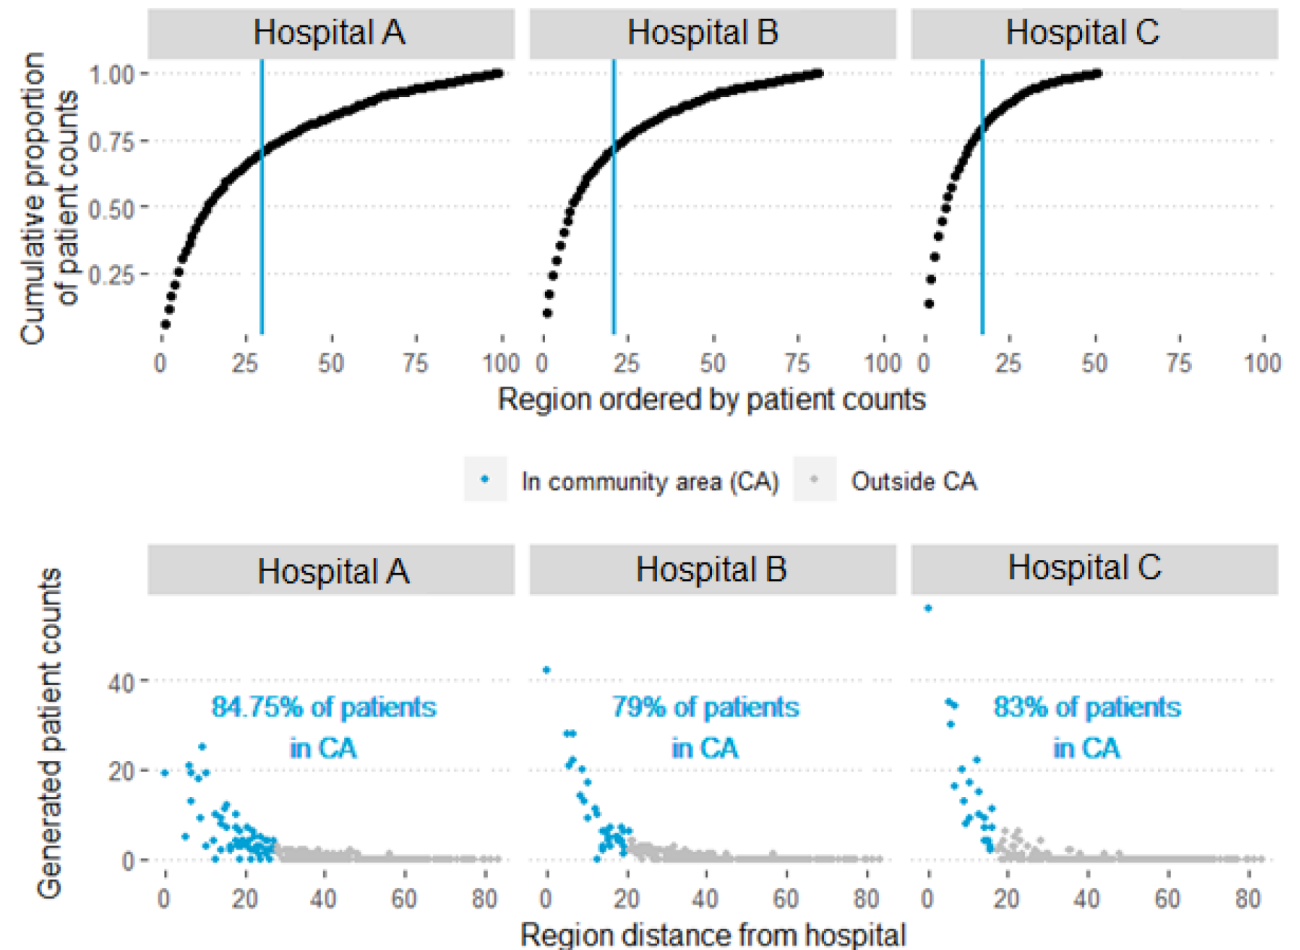 Hospital A Hospital B Hospital C
Cumulative proportion
of patient counts
1.00
0.75
0.50
0.25
0 25 50 75 100 0 25 50 75 100 0 25 50 75 100
Region ordered by patient counts
In community area (CA) Outside CA
Hospital A Hospital B Hospital C
Generated patient counts
40
20
0
84.75% of patients
in CA
79% of patients
in CA
83% of patients
in CA
0 20 40 60 80 0 20 40 60 80 0 20 40 60 80
Region distance from hospital